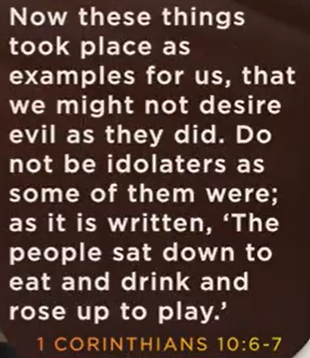 Now these things
took place as
examples for us, that
we might not desire
evil as they did. Do
not be idolaters as
some of them were;
as it is written, ‘The
people sat down to
eat and drink and
rose up to play.’
1 CORINTHIANS 10:6-7